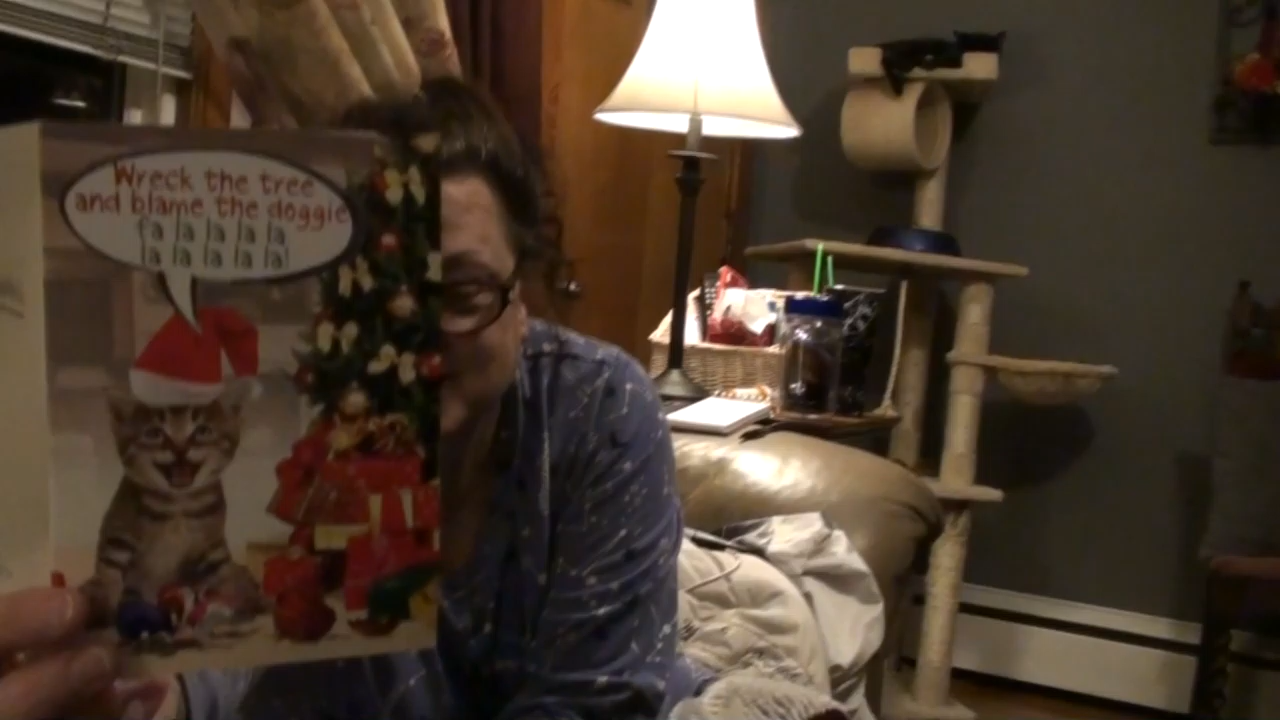 Wreck the tree
and blame the doggie
fa la la la la
la la la la la!